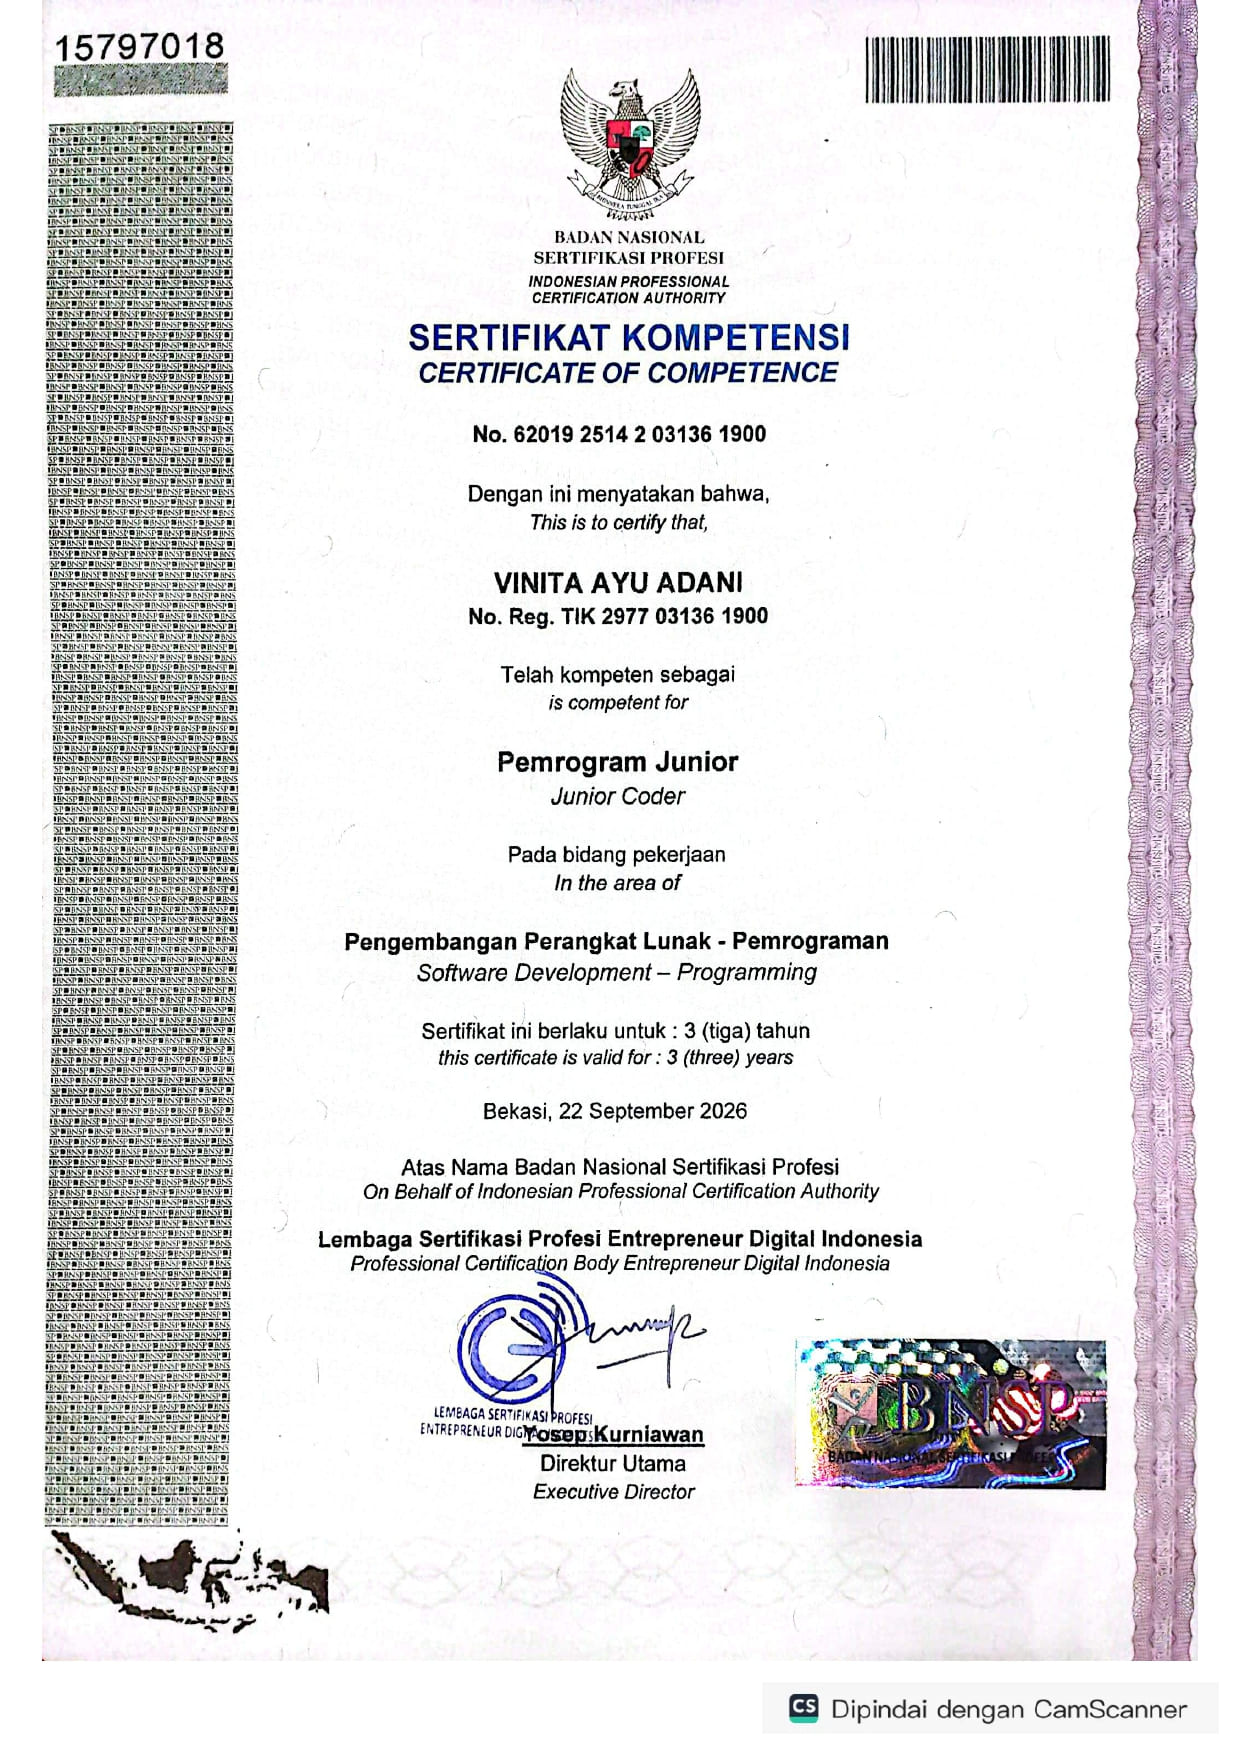 15797018
BADAN NASIONAL
SERTIFIKASI PROFESI
INDONESIAN PROFESSIONAL
CERTIFICATION AUTHORITY
SERTIFIKAT KOMPETENSI
CERTIFICATE OF COMPETENCE
No. 62019 2514 2 03136 1900
Dengan ini menyatakan bahwa,
This is to certify that,
VINITA AYU ADANI
No. Reg. TIK 2977 03136 1900
Telah kompeten sebagai
is competent for
Pemrogram Junior
Junior Coder
Pada bidang pekerjaan
In the area of
Pengembangan Perangkat Lunak - Pemrograman
Software Development – Programming
Sertifikat ini berlaku untuk : 3 (tiga) tahun
this certificate is valid for : 3 (three) years
Bekasi, 22 September 2026
Atas Nama Badan Nasional Sertifikasi Profesi
On Behalf of Indonesian Professional Certification Authority
Lembaga Sertifikasi Profesi Entrepreneur Digital Indonesia
Professional Certification Body Entrepreneur Digital Indonesia
LEMBAGA SERTIFIKASI PROFESI
ENTREPRENEUR
Yosep Kurniawan
Direktur Utama
Executive Director
BNSP
BADAN NASIONAL SERTIFIKASI PROFESI
CS Dipindai dengan CamScanner